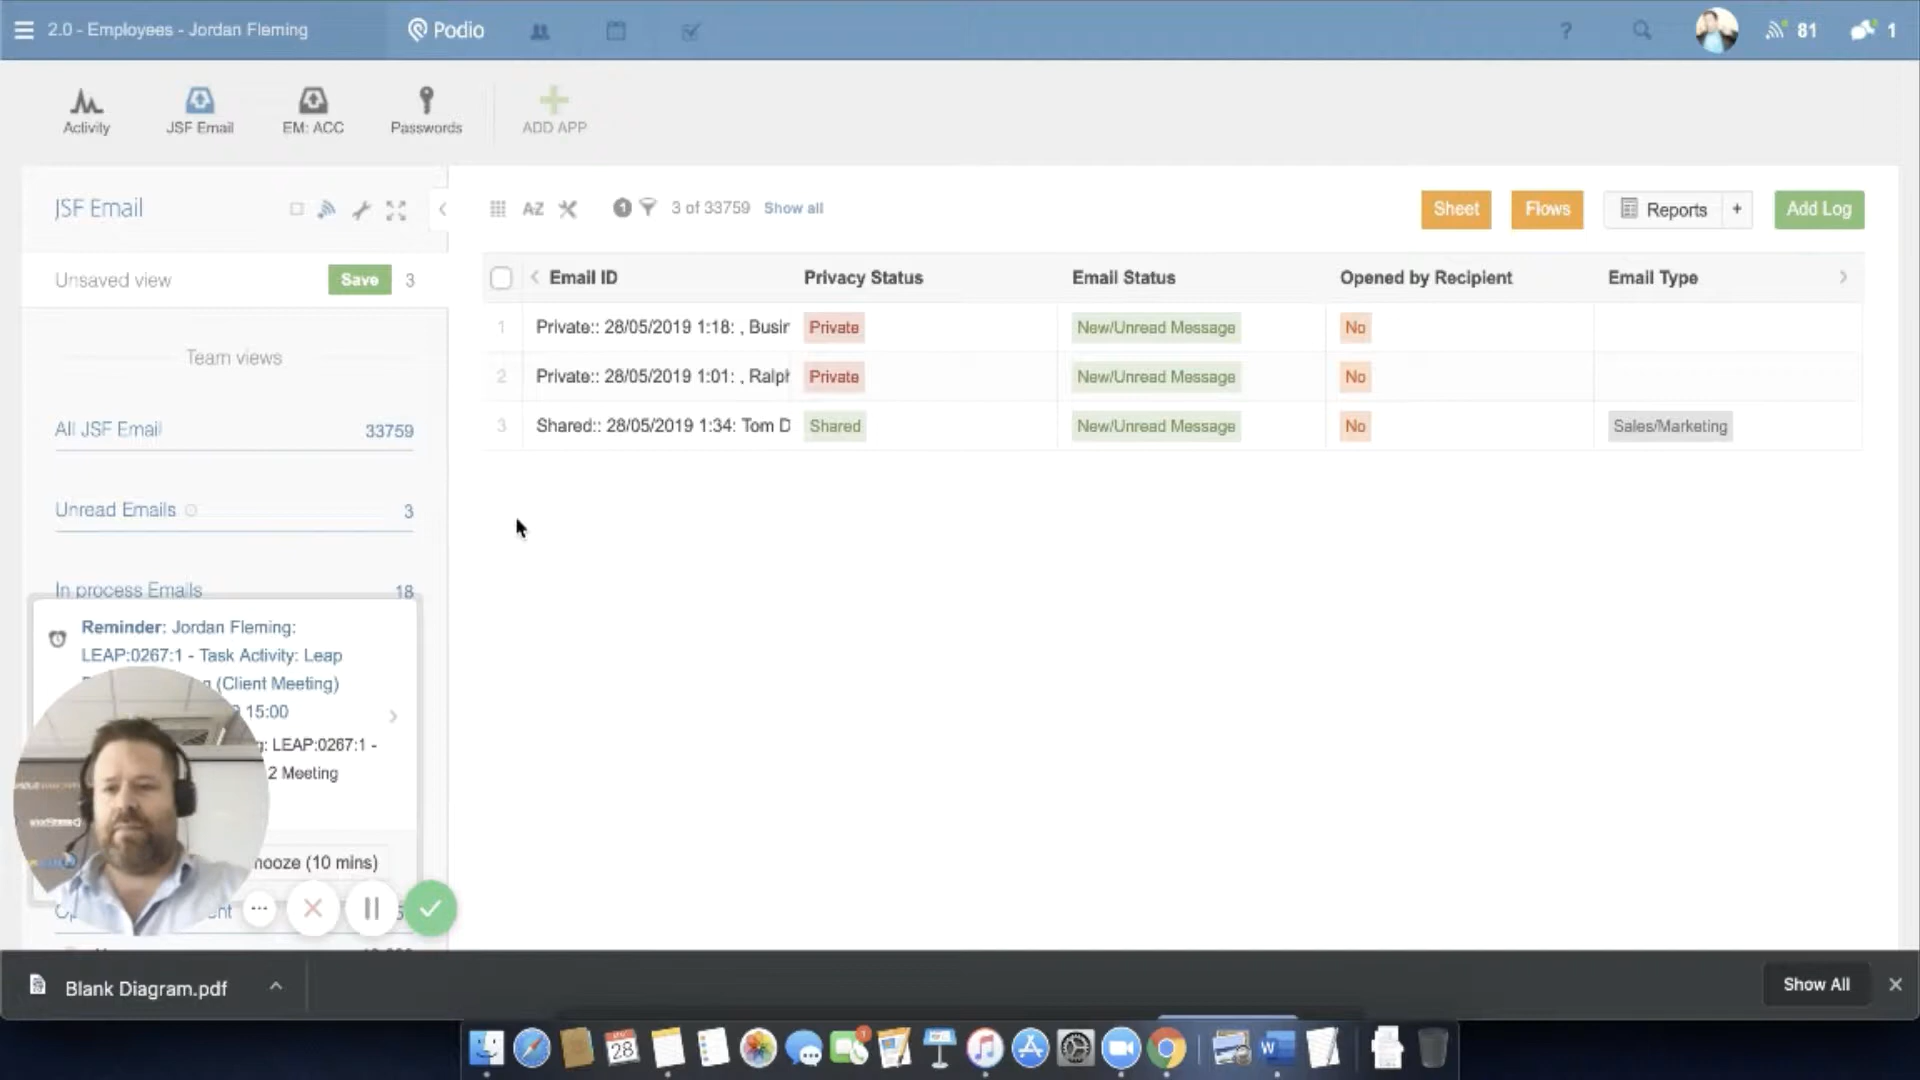 2.0 - Employees - Jordan Fleming
Podio
?
81
1
Activity
JSF Email
EM: ACC
Passwords
ADD APP
JSF Email
AZ
1
3 of 33759
Show all
Sheet
Flows
Reports
+
Add Log
Unsaved view
Save
3
Email ID
Privacy Status
Email Status
Opened by Recipient
Email Type
1
Private:: 28/05/2019 1:18: , Busin
Private
New/Unread Message
No
2
Private:: 28/05/2019 1:01: , Ralph
Private
New/Unread Message
No
3
Shared:: 28/05/2019 1:34: Tom D
Shared
New/Unread Message
No
Sales/Marketing
Team views
All JSF Email
33759
Unread Emails
3
In process Emails
18
Reminder: Jordan Fleming:
LEAP:0267:1 - Task Activity: Leap
(Client Meeting)
15:00
LEAP:0267:1 -
2 Meeting
nooze (10 mins)
Blank Diagram.pdf
Show All
28
1
W